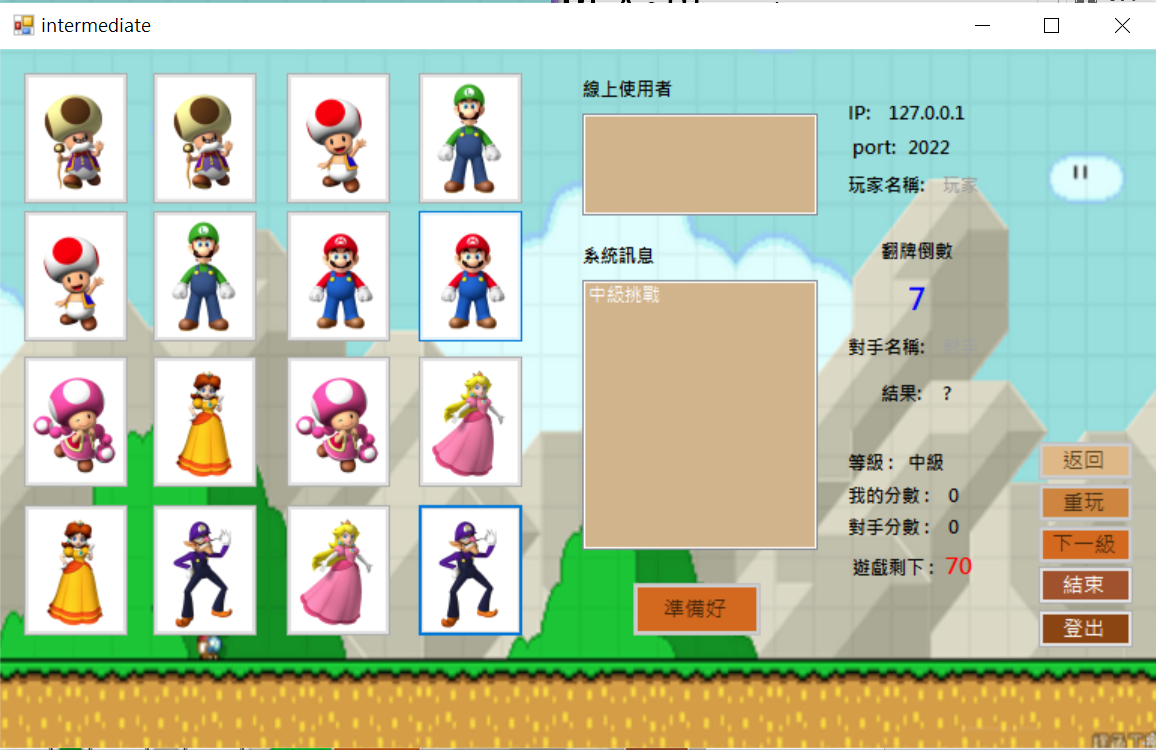 intermediate
線上使用者
IP: 127.0.0.1
port: 2022
玩家名稱: 玩家
系統訊息
中級挑戰
翻牌倒數
7
對手名稱: 對手
結果: ?
等級: 中級
我的分數: 0
對手分數: 0
遊戲剩下: 70
準備好
返回
重玩
下一級
結束
登出